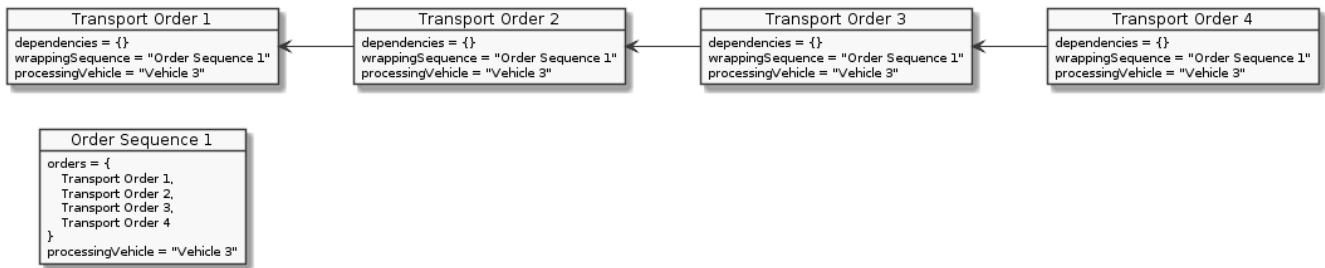 Transport Order 1
dependencies = {}
wrappingSequence = "Order Sequence 1"
processingVehicle = "Vehicle 3"
Transport Order 2
dependencies = {}
wrappingSequence = "Order Sequence 1"
processingVehicle = "Vehicle 3"
Transport Order 3
dependencies = {}
wrappingSequence = "Order Sequence 1"
processingVehicle = "Vehicle 3"
Transport Order 4
dependencies = {}
wrappingSequence = "Order Sequence 1"
processingVehicle = "Vehicle 3"
Order Sequence 1
orders = {
Transport Order 1,
Transport Order 2,
Transport Order 3,
Transport Order 4
}
processingVehicle = "Vehicle 3"